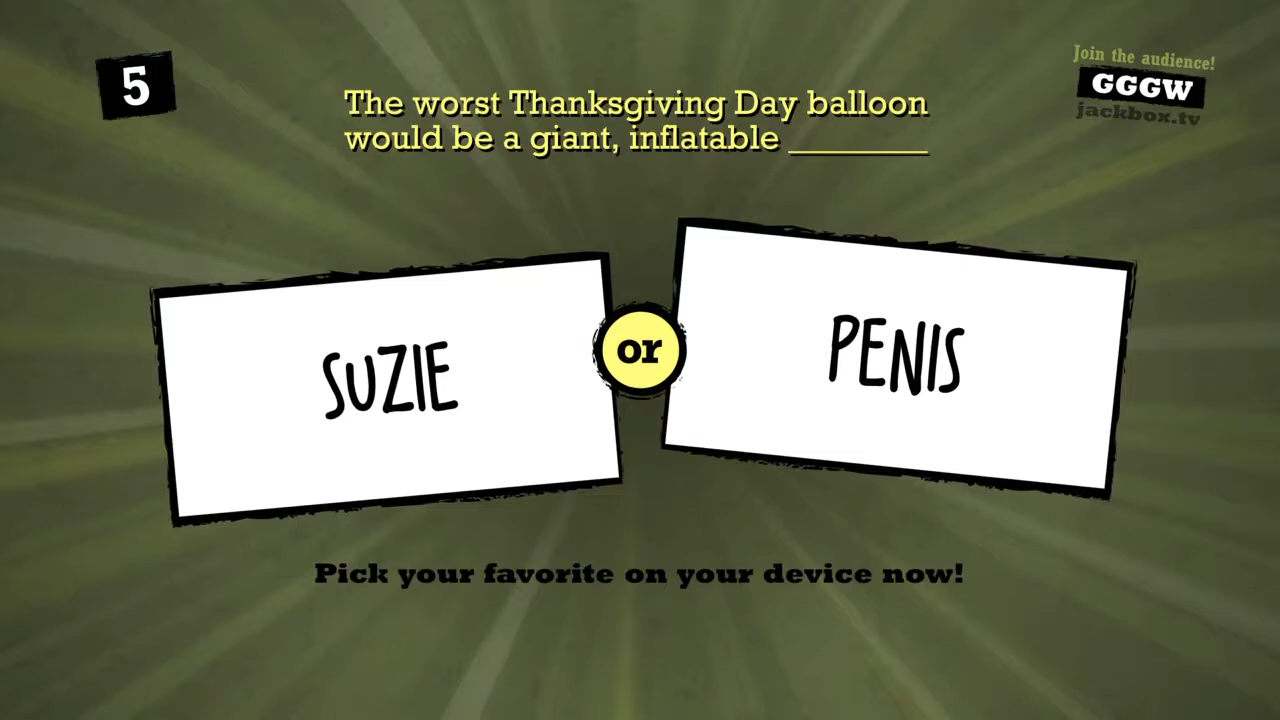 5
Join the audience!
GGGW
jackbox.tv
The worst Thanksgiving Day balloon
would be a giant, inflatable ________
SUZIE
or
PENIS
Pick your favorite on your device now!